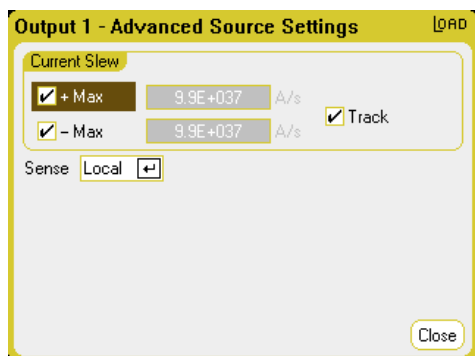 Output 1 - Advanced Source Settings LOAD
Current Slew
+ Max 9.9E+037 A/s
Track
− Max 9.9E+037 A/s
Sense Local
Close